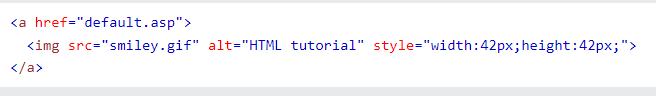 <a href="default.asp">
<img src="smiley.gif" alt="HTML tutorial" style="width:42px;height:42px;">
</a>